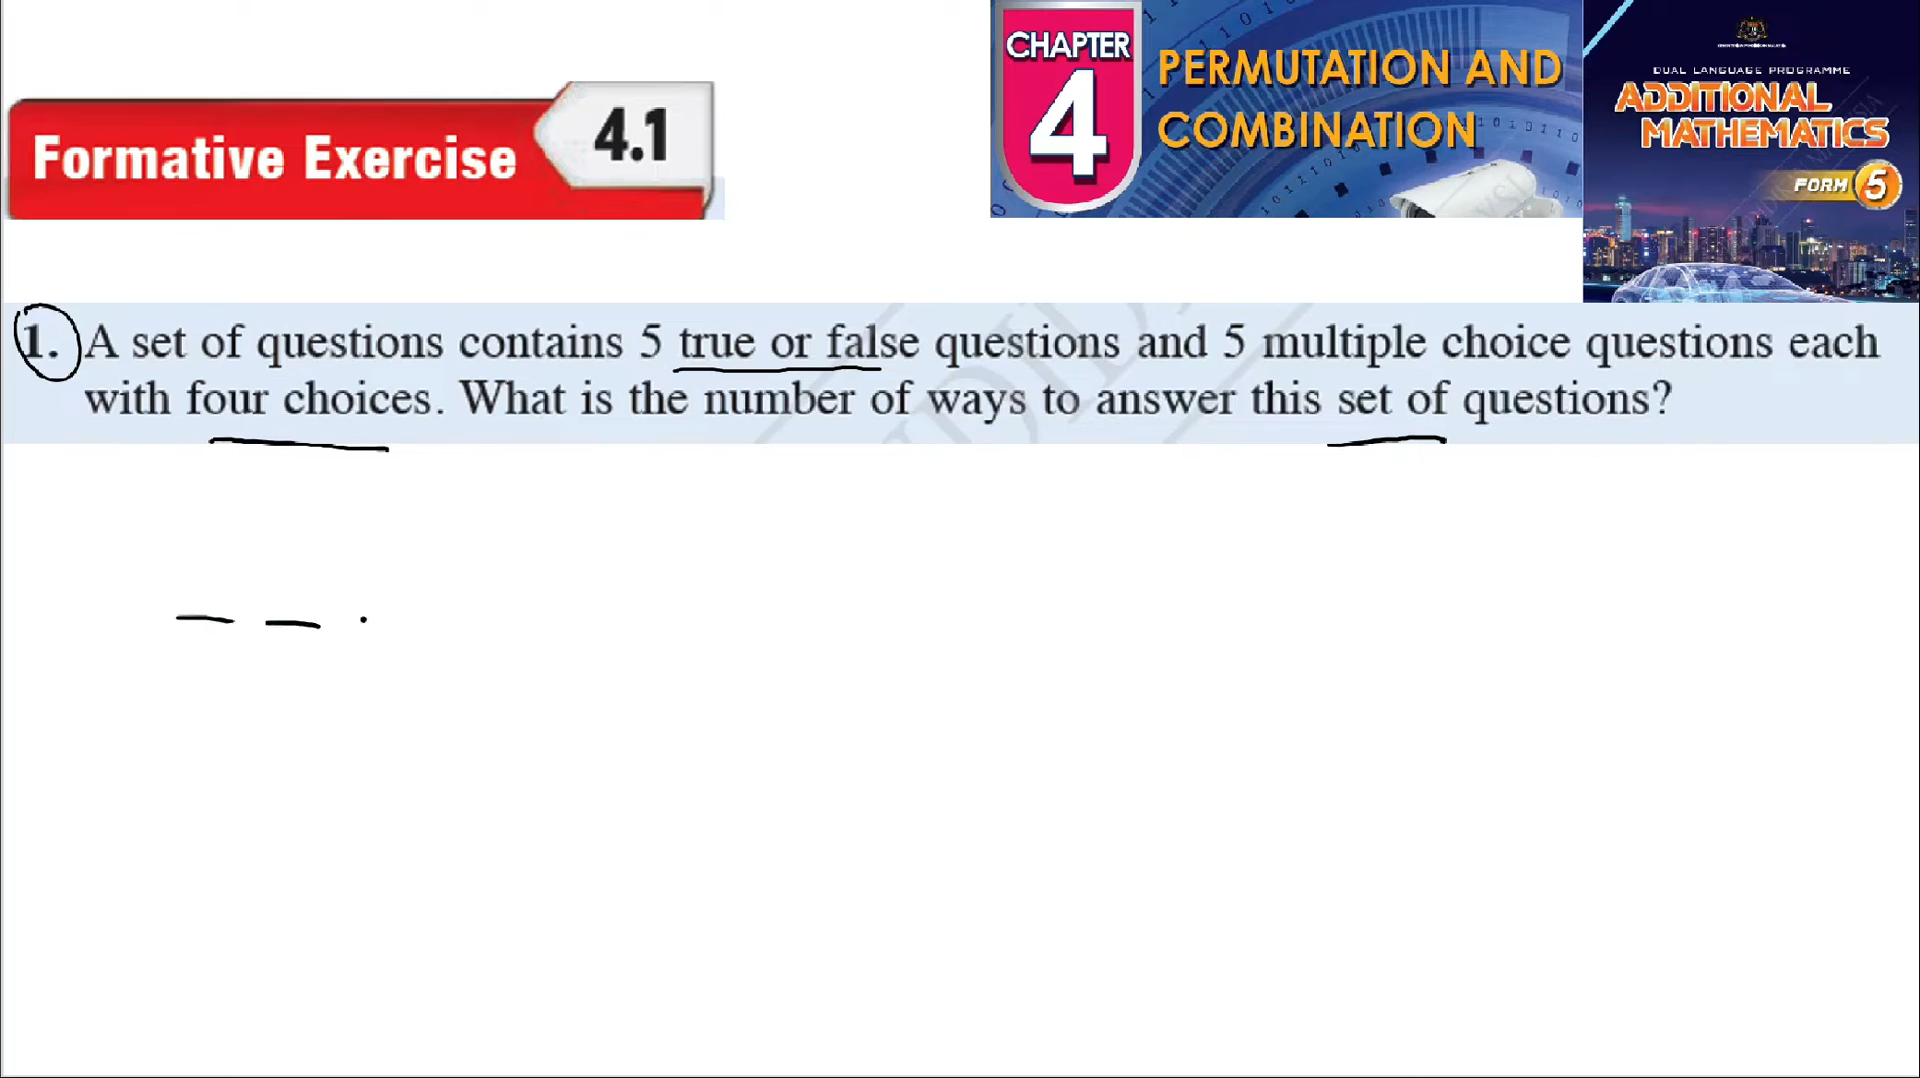 CHAPTER
4
PERMUTATION AND
COMBINATION
DUAL LANGUAGE PROGRAMME
ADDITIONAL
MATHEMATICS
FORM 5
Formative Exercise 4.1
1. A set of questions contains 5 true or false questions and 5 multiple choice questions each
with four choices. What is the number of ways to answer this set of questions?